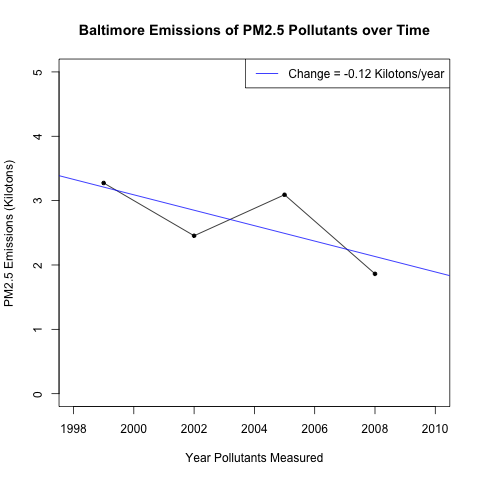 Baltimore Emissions of PM2.5 Pollutants over Time
Change = -0.12 Kilotons/year
PM2.5 Emissions (Kilotons)
5
4
3
2
1
0
1998 2000 2002 2004 2006 2008 2010
Year Pollutants Measured